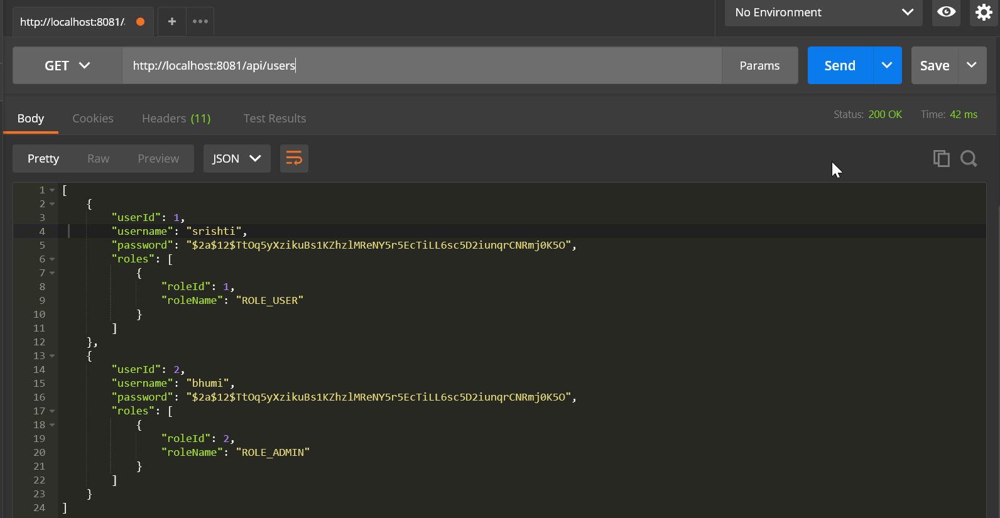 http://localhost:8081/
No Environment
GET http://localhost:8081/api/users Params Send Save
Body Cookies Headers (11) Test Results Status: 200 OK Time: 42 ms
Pretty Raw Preview JSON
1 [
2 {
3 "userId": 1,
4 "username": "srishti",
5 "password": "$2a$12$TtOq5yXzikuBs1KZhzlMReNY5r5EcTiLL6sc5D2iunqrCNRmj0K5O",
6 "roles": [
7 {
8 "roleId": 1,
9 "roleName": "ROLE_USER"
10 }
11 ]
12 },
13 {
14 "userId": 2,
15 "username": "bhumi",
16 "password": "$2a$12$TtOq5yXzikuBs1KZhzlMReNY5r5EcTiLL6sc5D2iunqrCNRmj0K5O",
17 "roles": [
18 {
19 "roleId": 2,
20 "roleName": "ROLE_ADMIN"
21 }
22 ]
23 }
24 ]